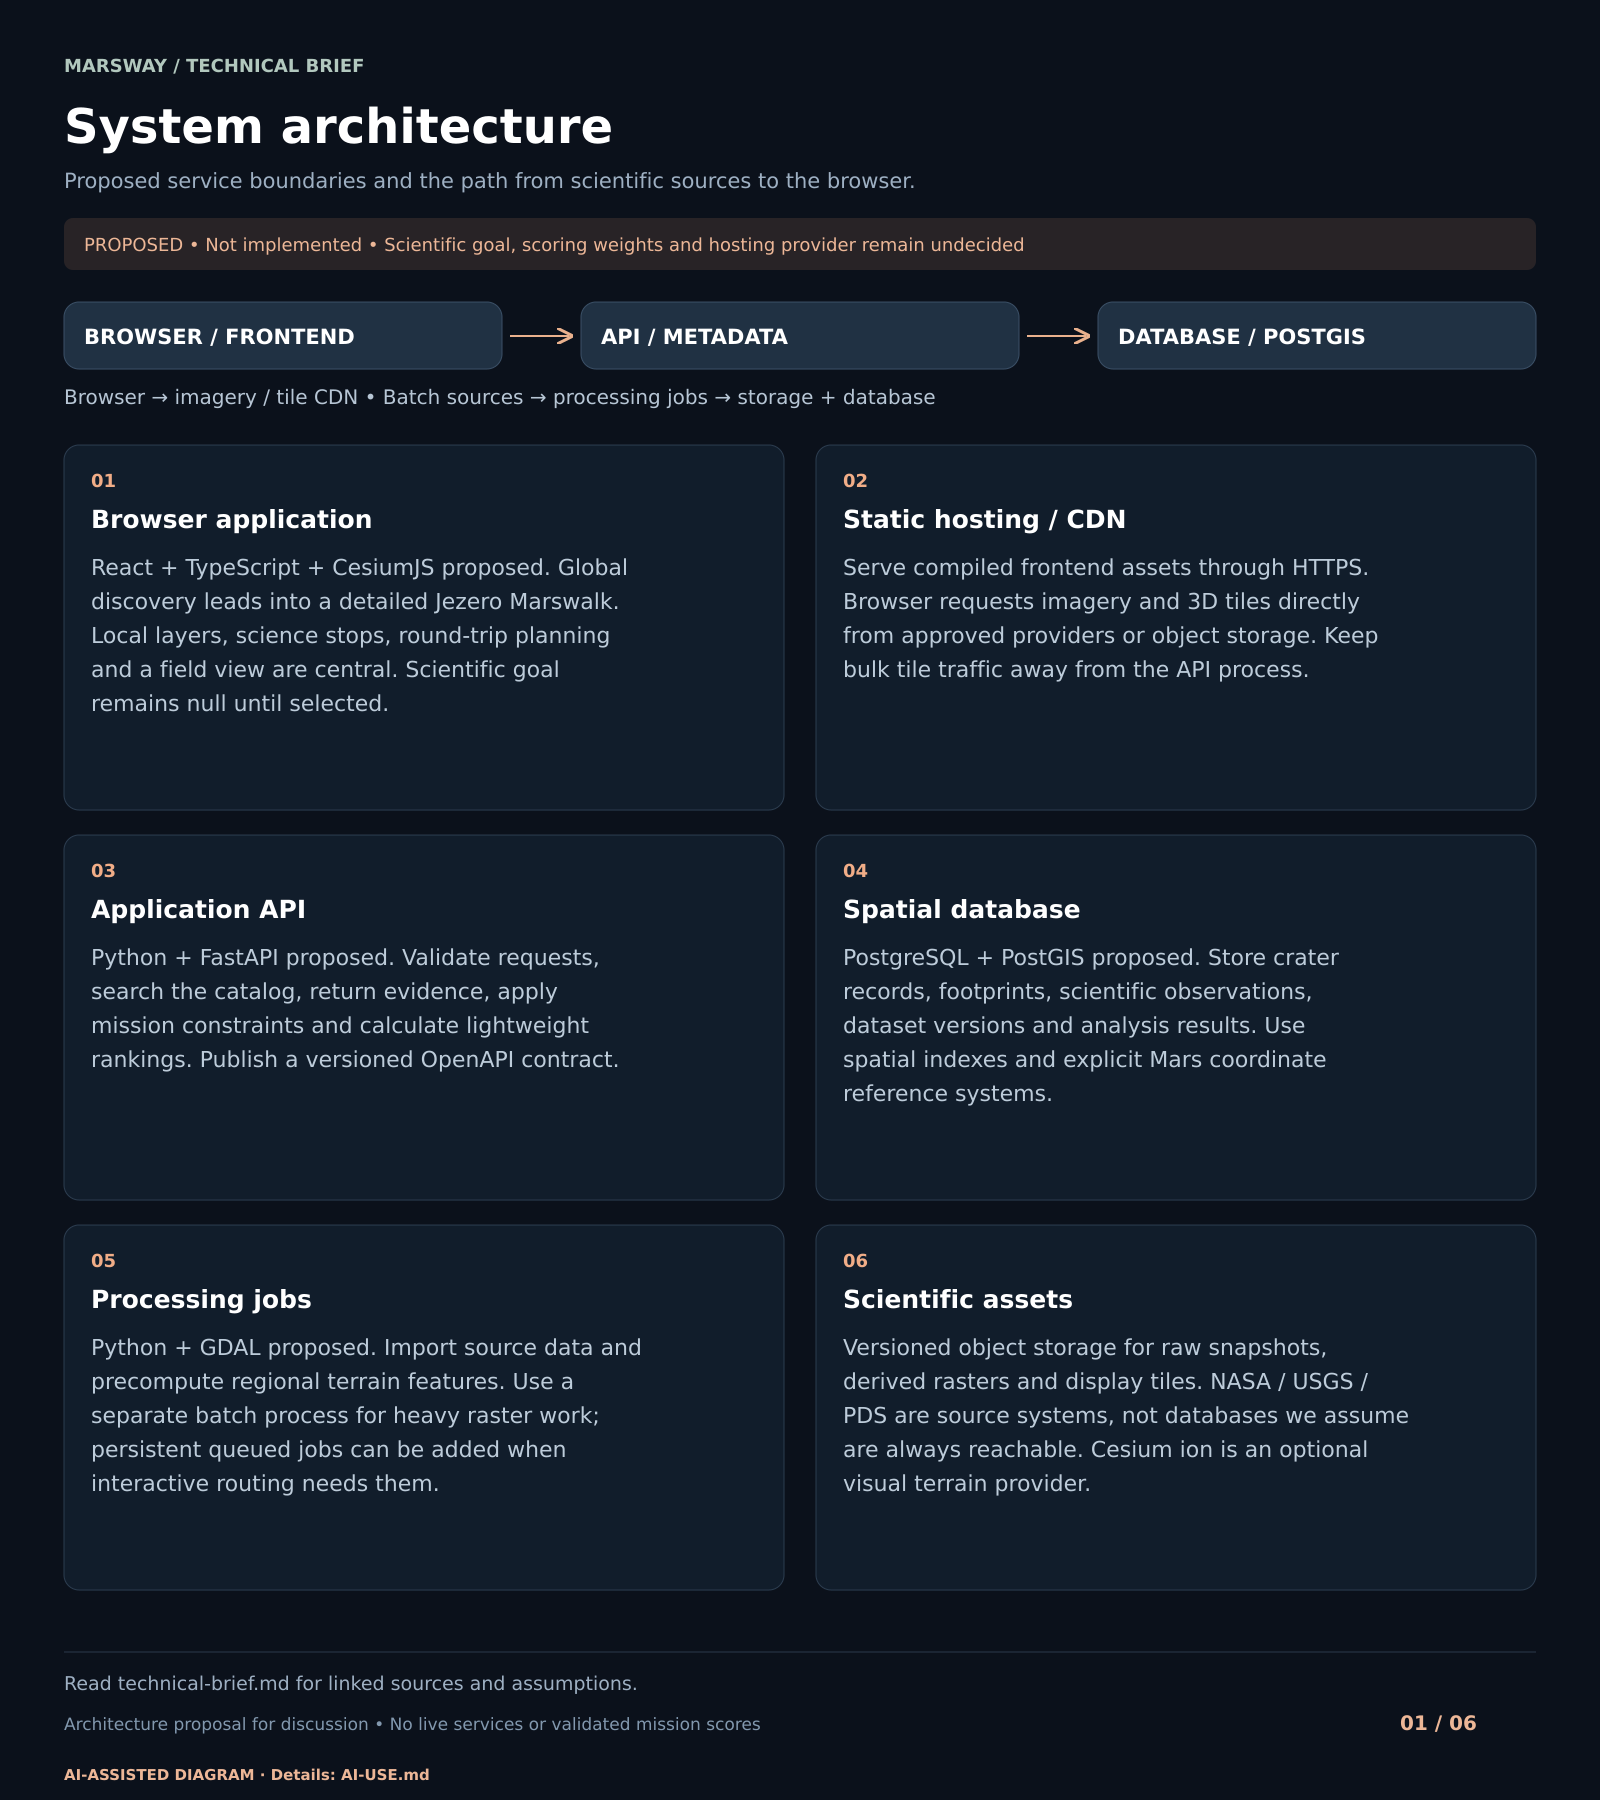 MARSWAY / TECHNICAL BRIEF
System architecture
Proposed service boundaries and the path from scientific sources to the browser.
PROPOSED • Not implemented • Scientific goal, scoring weights and hosting provider remain undecided
BROWSER / FRONTEND
API / METADATA
DATABASE / POSTGIS
Browser → imagery / tile CDN • Batch sources → processing jobs → storage + database
01
Browser application
React + TypeScript + CesiumJS proposed. Global
discovery leads into a detailed Jezero Marswalk.
Local layers, science stops, round-trip planning
and a field view are central. Scientific goal
remains null until selected.
02
Static hosting / CDN
Serve compiled frontend assets through HTTPS.
Browser requests imagery and 3D tiles directly
from approved providers or object storage. Keep
bulk tile traffic away from the API process.
03
Application API
Python + FastAPI proposed. Validate requests,
search the catalog, return evidence, apply
mission constraints and calculate lightweight
rankings. Publish a versioned OpenAPI contract.
04
Spatial database
PostgreSQL + PostGIS proposed. Store crater
records, footprints, scientific observations,
dataset versions and analysis results. Use
spatial indexes and explicit Mars coordinate
reference systems.
05
Processing jobs
Python + GDAL proposed. Import source data and
precompute regional terrain features. Use a
separate batch process for heavy raster work;
persistent queued jobs can be added when
interactive routing needs them.
06
Scientific assets
Versioned object storage for raw snapshots,
derived rasters and display tiles. NASA / USGS /
PDS are source systems, not databases we assume
are always reachable. Cesium ion is an optional
visual terrain provider.
Read technical-brief.md for linked sources and assumptions.
Architecture proposal for discussion • No live services or validated mission scores
01 / 06
AI-ASSISTED DIAGRAM · Details: AI-USE.md